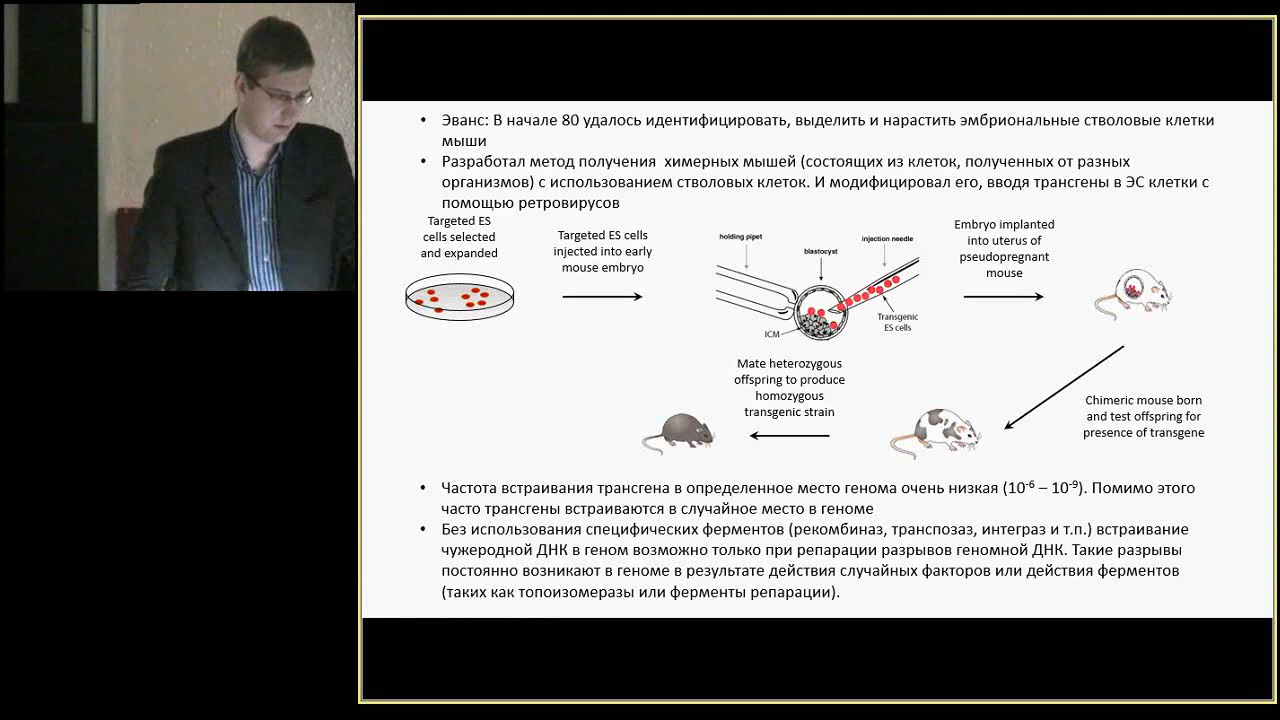 • Эванс: В начале 80 удалось идентифицировать, выделить и нарастить эмбриональные стволовые клетки
мыши
• Разработал метод получения химерных мышей (состоящих из клеток, полученных от разных
организмов) с использованием стволовых клеток. И модифицировал его, вводя трансгены в ЭС клетки с
помощью ретровирусов
Targeted ES
cells selected
and expanded
Targeted ES cells
injected into early
mouse embryo
holding pipet
blastocyst
injection needle
ICM
Transgenic
ES cells
Embryo implanted
into uterus of
pseudopregnant
mouse
Chimeric mouse born
and test offspring for
presence of transgene
Mate heterozygous
offspring to produce
homozygous
transgenic strain
• Частота встраивания трансгена в определенное место генома очень низкая (10⁻⁶ – 10⁻⁹). Помимо этого
часто трансгены встраиваются в случайное место в геноме
• Без использования специфических ферментов (рекомбиназ, транспозаз, интеграз и т.п.) встраивание
чужеродной ДНК в геном возможно только при репарации разрывов геномной ДНК. Такие разрывы
постоянно возникают в геноме в результате действия случайных факторов или действия ферментов
(таких как топоизомеразы или ферменты репарации).